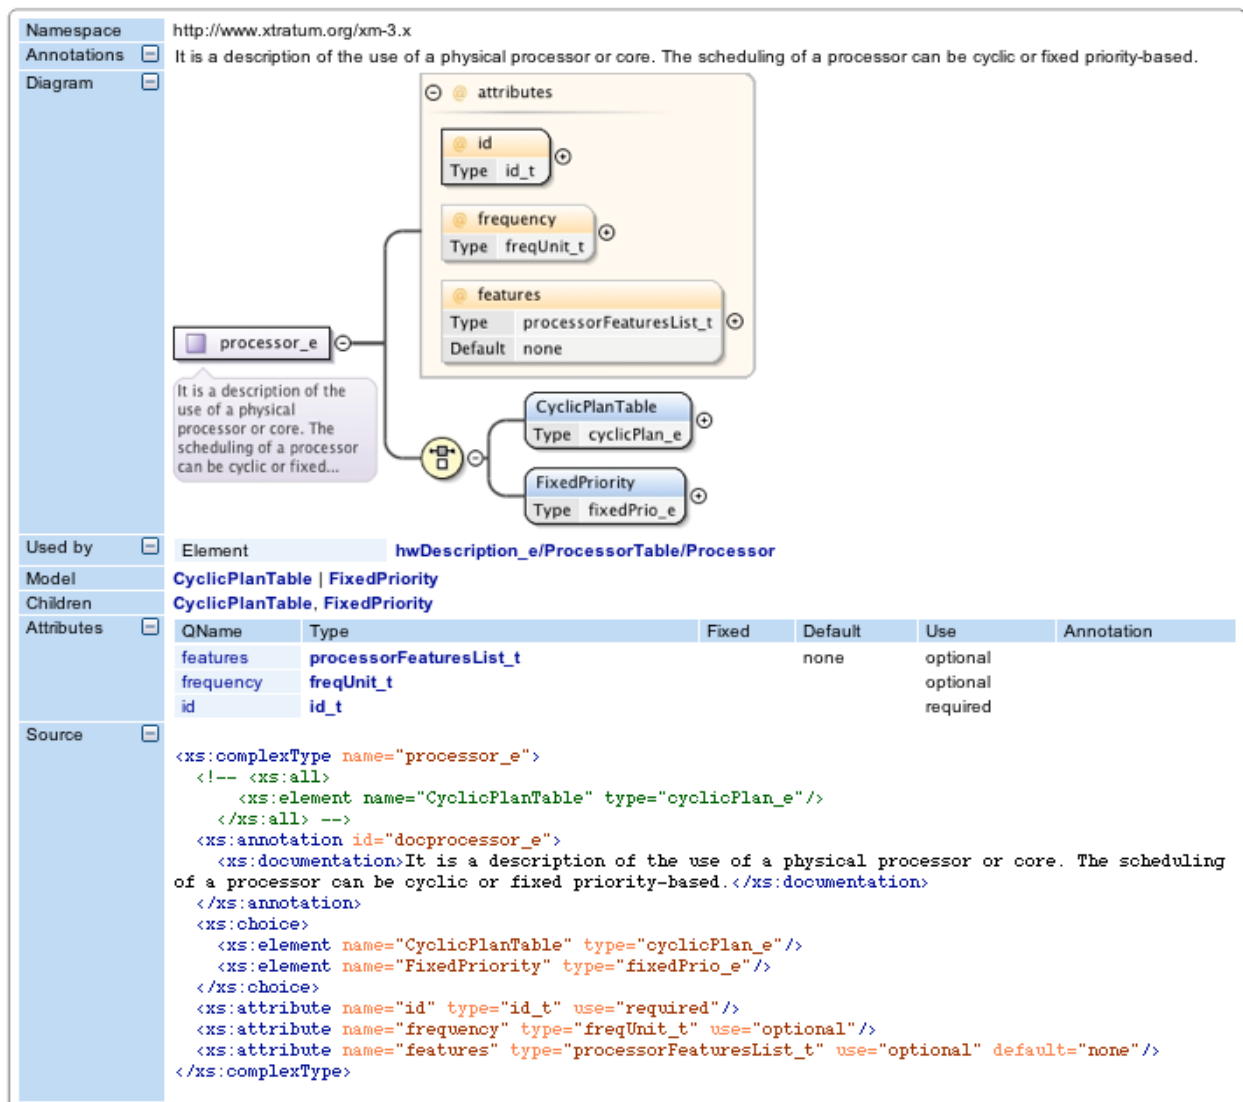 Namespace http://www.xtratum.org/xm-3.x
Annotations It is a description of the use of a physical processor or core. The scheduling of a processor can be cyclic or fixed priority-based.
Diagram
@ attributes
@ id
Type id_t
@ frequency
Type freqUnit_t
@ features
Type processorFeaturesList_t
Default none
processor_e
It is a description of the
use of a physical
processor or core. The
scheduling of a processor
can be cyclic or fixed...
CyclicPlanTable
Type cyclicPlan_e
FixedPriority
Type fixedPrio_e
Used by Element hwDescription_e/ProcessorTable/Processor
Model CyclicPlanTable | FixedPriority
Children CyclicPlanTable, FixedPriority
Attributes QName Type Fixed Default Use Annotation
features processorFeaturesList_t none optional
frequency freqUnit_t optional
id id_t required
Source
<xs:complexType name="processor_e">
<!-- <xs:all>
<xs:element name="CyclicPlanTable" type="cyclicPlan_e"/>
</xs:all> -->
<xs:annotation id="docprocessor_e">
<xs:documentation>It is a description of the use of a physical processor or core. The scheduling
of a processor can be cyclic or fixed priority-based.</xs:documentation>
</xs:annotation>
<xs:choice>
<xs:element name="CyclicPlanTable" type="cyclicPlan_e"/>
<xs:element name="FixedPriority" type="fixedPrio_e"/>
</xs:choice>
<xs:attribute name="id" type="id_t" use="required"/>
<xs:attribute name="frequency" type="freqUnit_t" use="optional"/>
<xs:attribute name="features" type="processorFeaturesList_t" use="optional" default="none"/>
</xs:complexType>